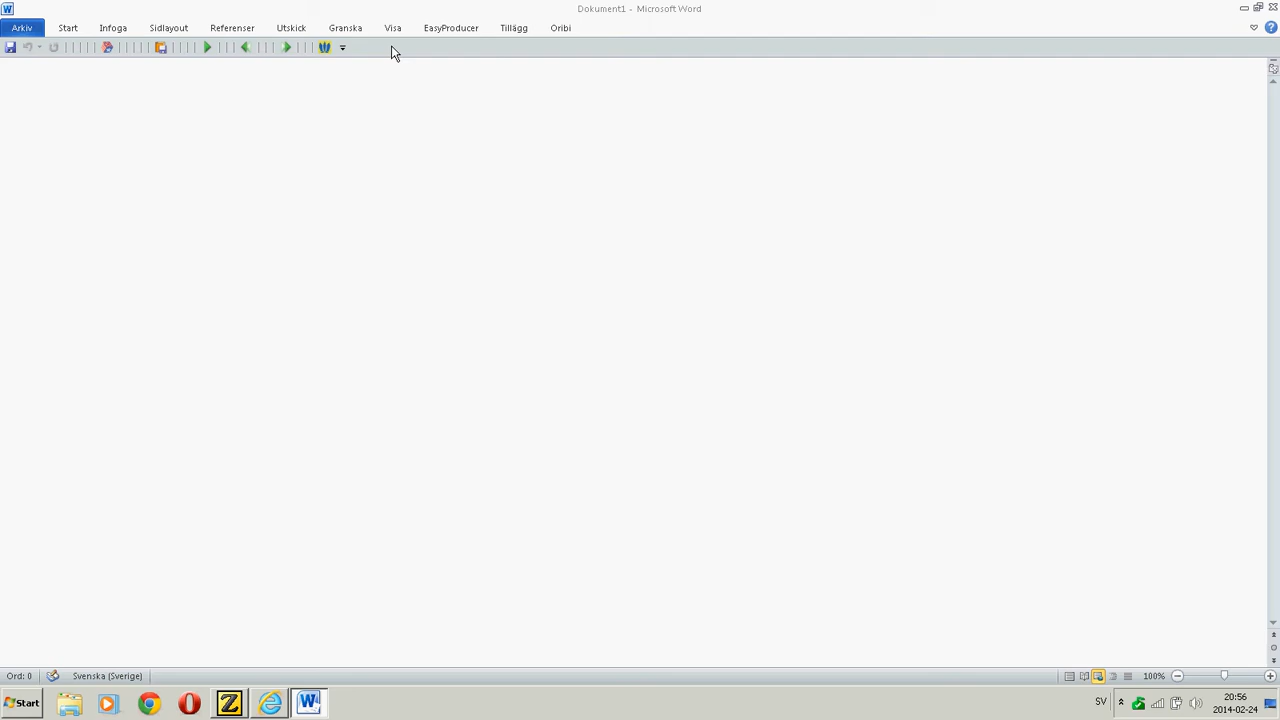 Dokument1 - Microsoft Word
Arkiv Start Infoga Sidlayout Referenser Utskick Granska Visa EasyProducer Tillägg Oribi
Ord: 0 Svenska (Sverige) 100%
Start SV 20:56
2014-02-24